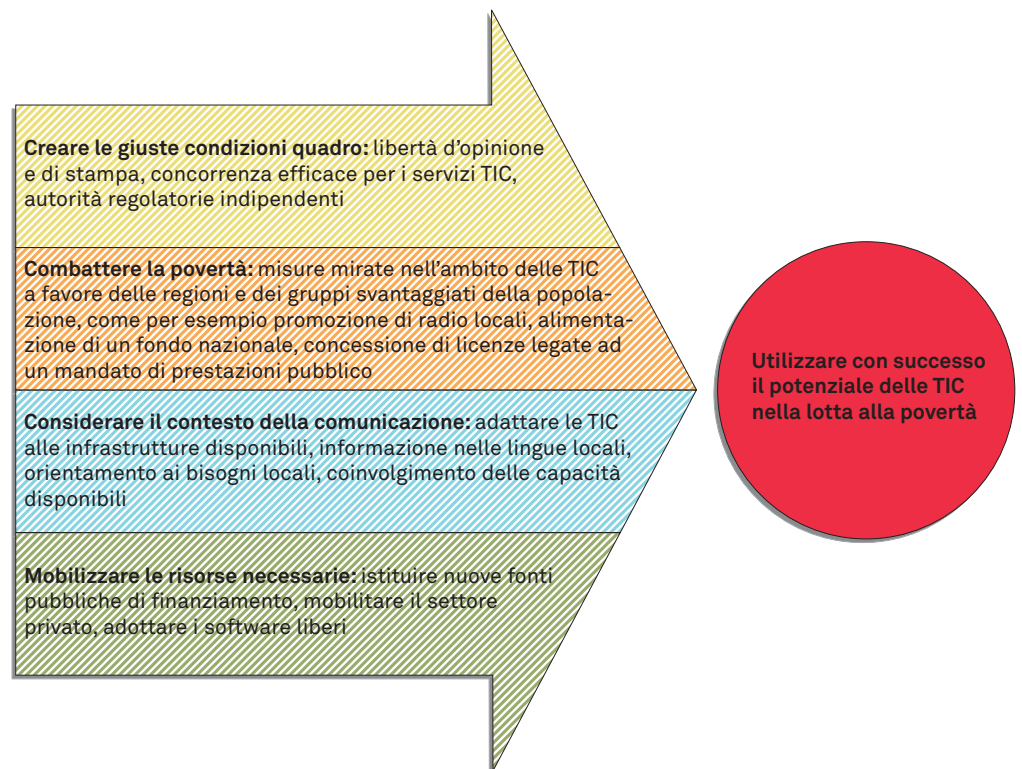 Creare le giuste condizioni quadro: libertà d'opinione
e di stampa, concorrenza efficace per i servizi TIC,
autorità regolatorie indipendenti
Combattere la povertà: misure mirate nell'ambito delle TIC
a favore delle regioni e dei gruppi svantaggiati della popola-
zione, come per esempio promozione di radio locali, alimenta-
zione di un fondo nazionale, concessione di licenze legate ad
un mandato di prestazioni pubblico
Considerare il contesto della comunicazione: adattare le TIC
alle infrastrutture disponibili, informazione nelle lingue locali,
orientamento ai bisogni locali, coinvolgimento delle capacità
disponibili
Mobilizzare le risorse necessarie: istituire nuove fonti
pubbliche di finanziamento, mobilitare il settore
privato, adottare i software liberi
Utilizzare con successo
il potenziale delle TIC
nella lotta alla povertà